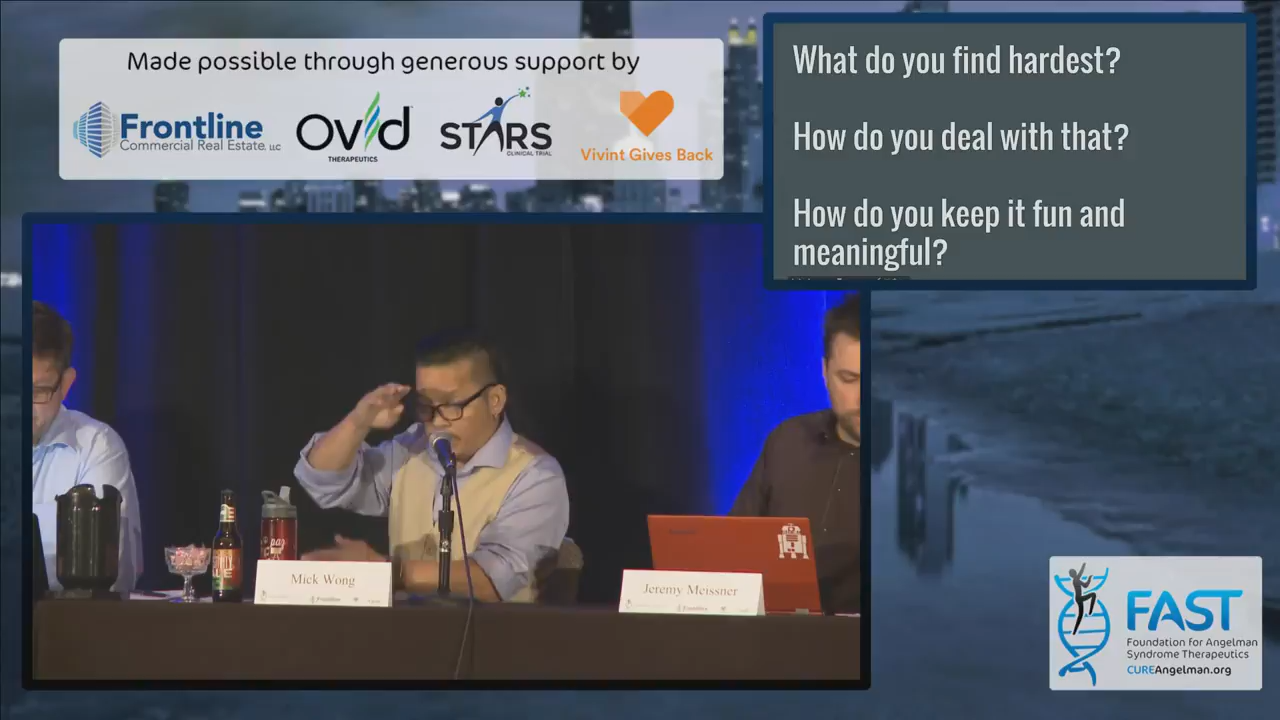 Made possible through generous support by
Frontline
Commercial Real Estate, LLC
OVID
THERAPEUTICS
STARS
CLINICAL TRIAL
Vivint Gives Back
What do you find hardest?
How do you deal with that?
How do you keep it fun and
meaningful?
Mick Wong
Jeremy Meissner
FAST
Foundation for Angelman
Syndrome Therapeutics
CUREAngelman.org